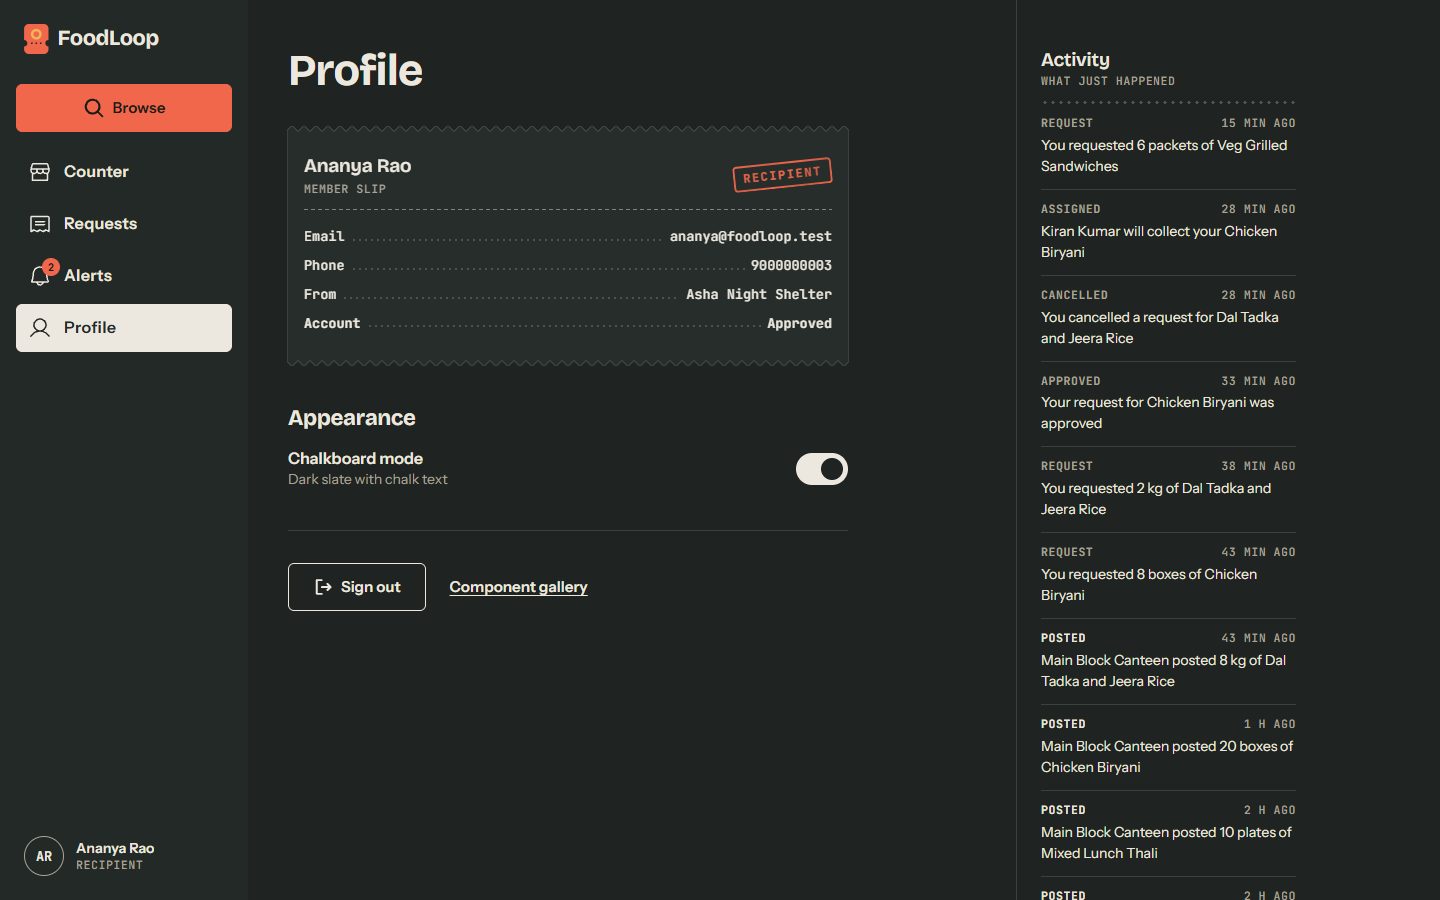 FoodLoop
Browse
Counter
Requests
2
Alerts
Profile
AR
Ananya Rao
RECIPIENT
Profile
Ananya Rao
MEMBER SLIP
RECIPIENT
Email ananya@foodloop.test
Phone 9000000003
From Asha Night Shelter
Account Approved
Appearance
Chalkboard mode
Dark slate with chalk text
Sign out
Component gallery
Activity
WHAT JUST HAPPENED
REQUEST 15 MIN AGO
You requested 6 packets of Veg Grilled
Sandwiches
ASSIGNED 28 MIN AGO
Kiran Kumar will collect your Chicken
Biryani
CANCELLED 28 MIN AGO
You cancelled a request for Dal Tadka
and Jeera Rice
APPROVED 33 MIN AGO
Your request for Chicken Biryani was
approved
REQUEST 38 MIN AGO
You requested 2 kg of Dal Tadka and
Jeera Rice
REQUEST 43 MIN AGO
You requested 8 boxes of Chicken
Biryani
POSTED 43 MIN AGO
Main Block Canteen posted 8 kg of Dal
Tadka and Jeera Rice
POSTED 1 H AGO
Main Block Canteen posted 20 boxes of
Chicken Biryani
POSTED 2 H AGO
Main Block Canteen posted 10 plates of
Mixed Lunch Thali
POSTED 2 H AGO